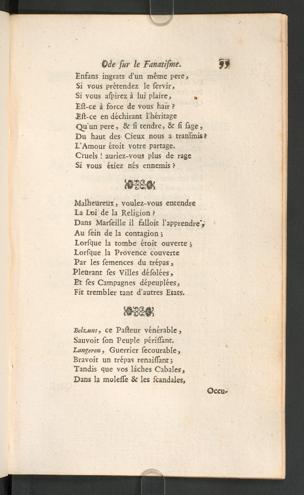 Ode ſur le Fanatiſme. 55
Enfans ingrats d'un même pere,
Si vous prétendez le ſervir,
Si vous aſpirez à lui plaire,
Eſt-ce à force de vous hair?
Eſt-ce en déchirant l'héritage
Qu'un pere, & ſi tendre, & ſi ſage,
Du haut des Cieux nous a tranſmis?
L'Amour étoit votre partage.
Cruels! auriez-vous plus de rage
Si vous étiez nés ennemis?
Malheureux, voulez-vous entendre
La Loi de la Religion?
Dans Marſeille il falloit l'apprendre,
Au ſein de la contagion;
Lorſque la tombe étoit ouverte;
Lorſque la Provence couverte
Par les ſemences du trépas,
Pleurant ſes Villes déſolées,
Et ſes Campagnes dépeuplées,
Fit trembler tant d'autres Etats.
Belzuns, ce Paſteur vénérable,
Sauvoit ſon Peuple périſſant.
Langeron, Guerrier ſecourable,
Bravoit un trépas renaiſſant;
Tandis que vos lâches Cabales,
Dans la moleſſe & les ſcandales,
Occu-